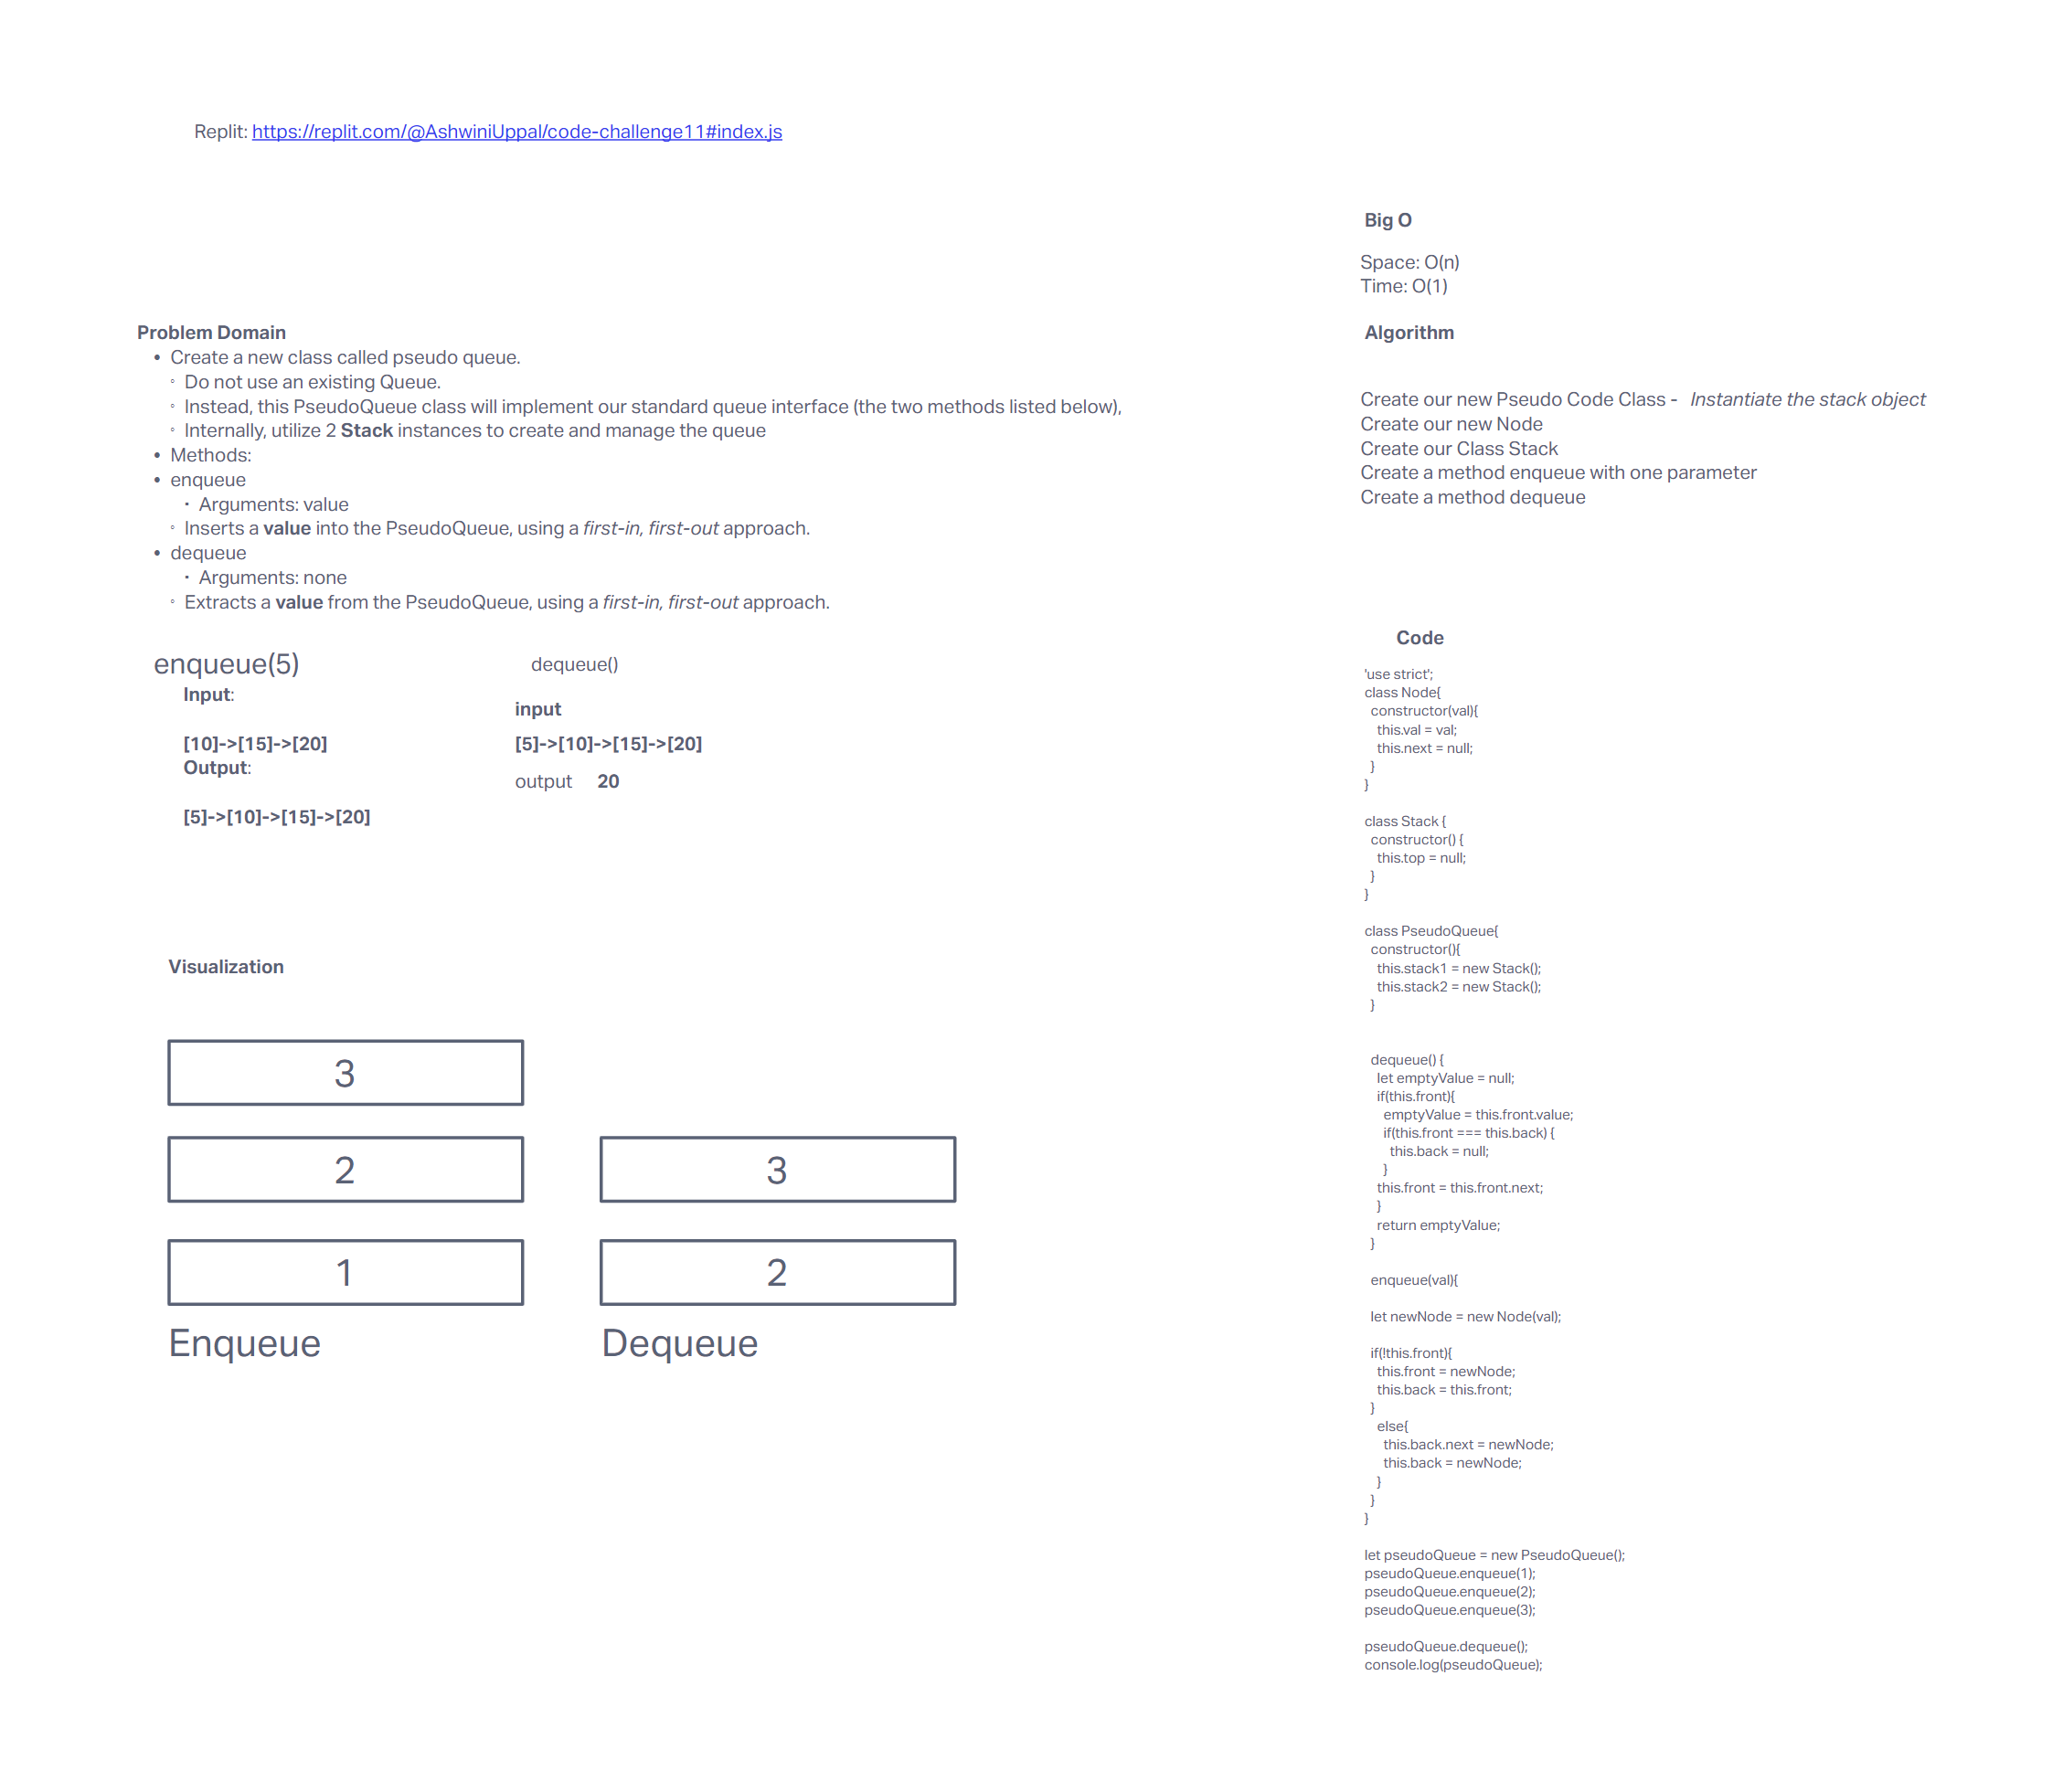 Replit: https://replit.com/@AshwiniUppal/code-challenge11#index.js
Problem Domain
• Create a new class called pseudo queue.
◦ Do not use an existing Queue.
◦ Instead, this PseudoQueue class will implement our standard queue interface (the two methods listed below),
◦ Internally, utilize 2 Stack instances to create and manage the queue
• Methods:
• enqueue
▪ Arguments: value
◦ Inserts a value into the PseudoQueue, using a first-in, first-out approach.
• dequeue
▪ Arguments: none
◦ Extracts a value from the PseudoQueue, using a first-in, first-out approach.
enqueue(5)
Input:
[10]->[15]->[20]
Output:
[5]->[10]->[15]->[20]
dequeue()
input
[5]->[10]->[15]->[20]
output 20
Visualization
3
2
1
Enqueue
3
2
Dequeue
Big O
Space: O(n)
Time: O(1)
Algorithm
Create our new Pseudo Code Class - Instantiate the stack object
Create our new Node
Create our Class Stack
Create a method enqueue with one parameter
Create a method dequeue
Code
'use strict';
class Node{
constructor(val){
this.val = val;
this.next = null;
}
}
class Stack {
constructor() {
this.top = null;
}
}
class PseudoQueue{
constructor(){
this.stack1 = new Stack();
this.stack2 = new Stack();
}
dequeue() {
let emptyValue = null;
if(this.front){
emptyValue = this.front.value;
if(this.front === this.back) {
this.back = null;
}
this.front = this.front.next;
}
return emptyValue;
}
enqueue(val){
let newNode = new Node(val);
if(!this.front){
this.front = newNode;
this.back = this.front;
}
else{
this.back.next = newNode;
this.back = newNode;
}
}
}
let pseudoQueue = new PseudoQueue();
pseudoQueue.enqueue(1);
pseudoQueue.enqueue(2);
pseudoQueue.enqueue(3);
pseudoQueue.dequeue();
console.log(pseudoQueue);